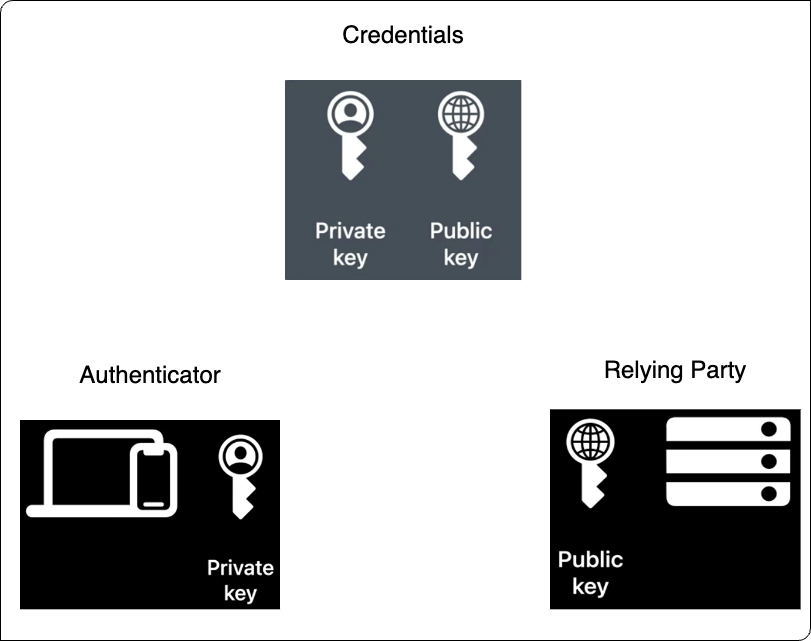 Credentials
Private
key
Public
key
Authenticator
Private
key
Relying Party
Public
key